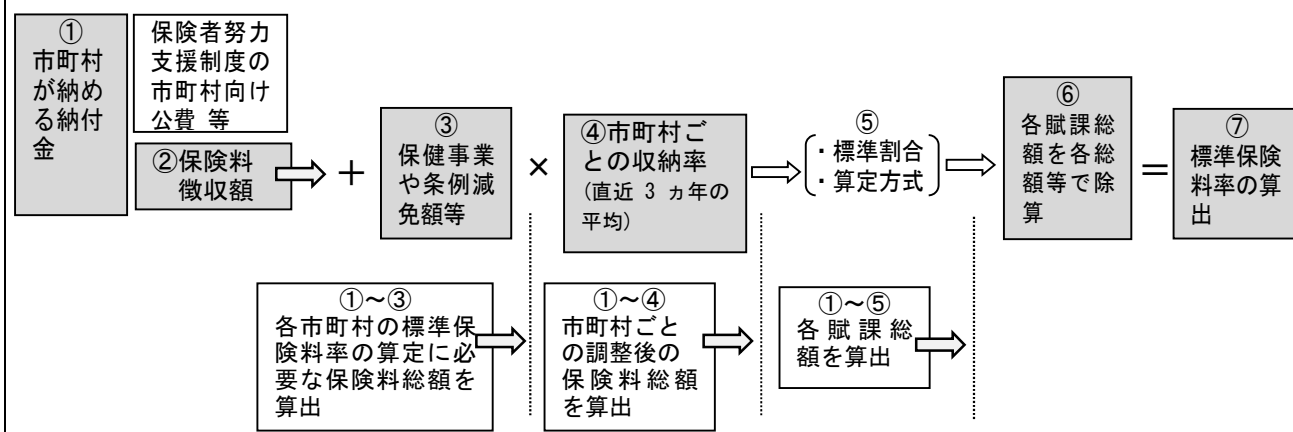 ①
市町村
が納め
る納付
金
保険者努力
支援制度の
市町村向け
公費 等
②保険料
徴収額
＋
③
保健事業
や条例減
免額等
×
④市町村ご
との収納率
(直近 3 ヵ年の
平均)
⑤
・標準割合
・算定方式
⑥
各賦課総
額を各総
額等で除
算
＝
⑦
標準保険
料率の算
出
①～③
各市町村の標準保
険料率の算定に必
要な保険料総額を
算出
①～④
市町村ごと
の調整後の
保険料総額
を算出
①～⑤
各賦課総
額を算出